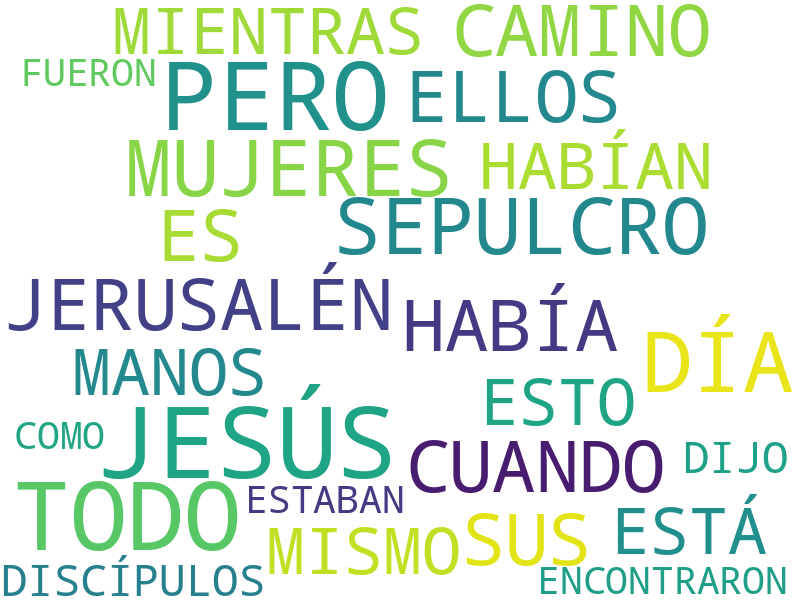 MIENTRAS CAMINO
FUERON PERO ELLOS
MUJERES HABÍAN
ES SEPULCRO
JERUSALÉN HABÍA
DÍA
MANOS ESTO
COMO JESÚS CUANDO DIJO
TODO ESTABAN
MISMO SUS ESTÁ
DISCÍPULOS ENCONTRARON